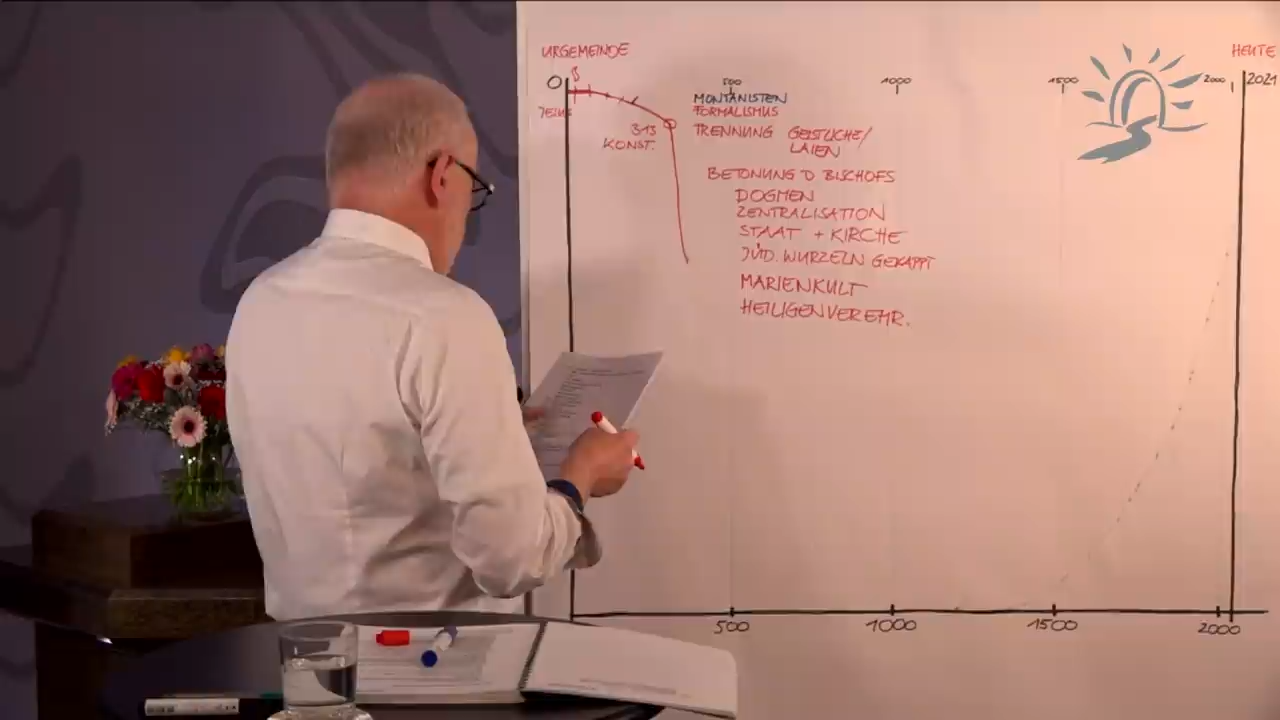 URGEMEINDE
HEUTE
0
500
1000
1500
2000
2021
JESUS
313
KONST.
MONTANISTEN
FORMALISMUS
TRENNUNG GEISTLICHE/
LAIEN
BETONUNG D BISCHOFS
DOGMEN
ZENTRALISATION
STAAT + KIRCHE
JÜD. WURZELN GEKAPPT
MARIENKULT
HEILIGENVEREHR.
500
1000
1500
2000